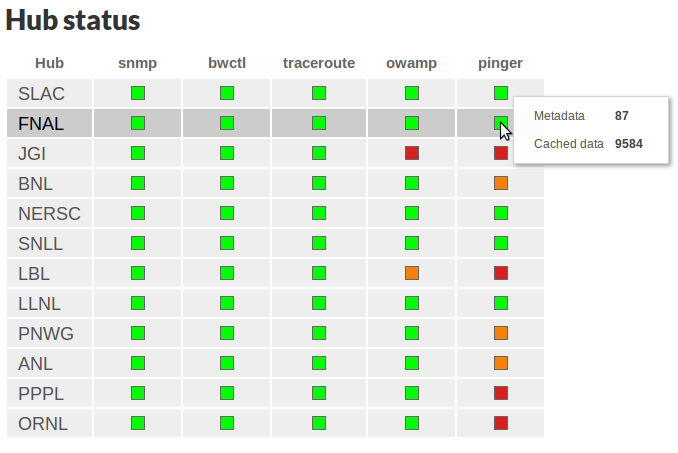 Hub status
Hub snmp bwctl traceroute owamp pinger
SLAC
FNAL
Metadata 87
Cached data 9584
JGI
BNL
NERSC
SNLL
LBL
LLNL
PNWG
ANL
PPPL
ORNL